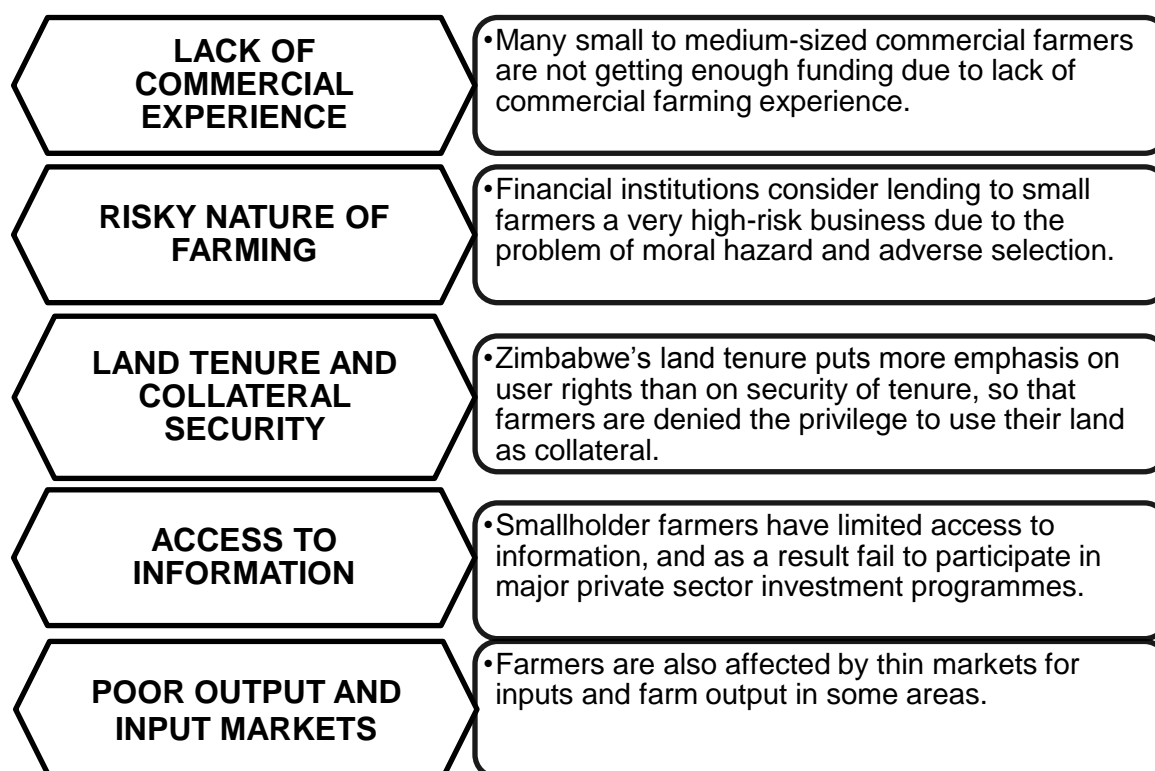 LACK OF
COMMERCIAL
EXPERIENCE
•Many small to medium-sized commercial farmers
are not getting enough funding due to lack of
commercial farming experience.
RISKY NATURE OF
FARMING
•Financial institutions consider lending to small
farmers a very high-risk business due to the
problem of moral hazard and adverse selection.
LAND TENURE AND
COLLATERAL
SECURITY
•Zimbabwe’s land tenure puts more emphasis on
user rights than on security of tenure, so that
farmers are denied the privilege to use their land
as collateral.
ACCESS TO
INFORMATION
•Smallholder farmers have limited access to
information, and as a result fail to participate in
major private sector investment programmes.
POOR OUTPUT AND
INPUT MARKETS
•Farmers are also affected by thin markets for
inputs and farm output in some areas.